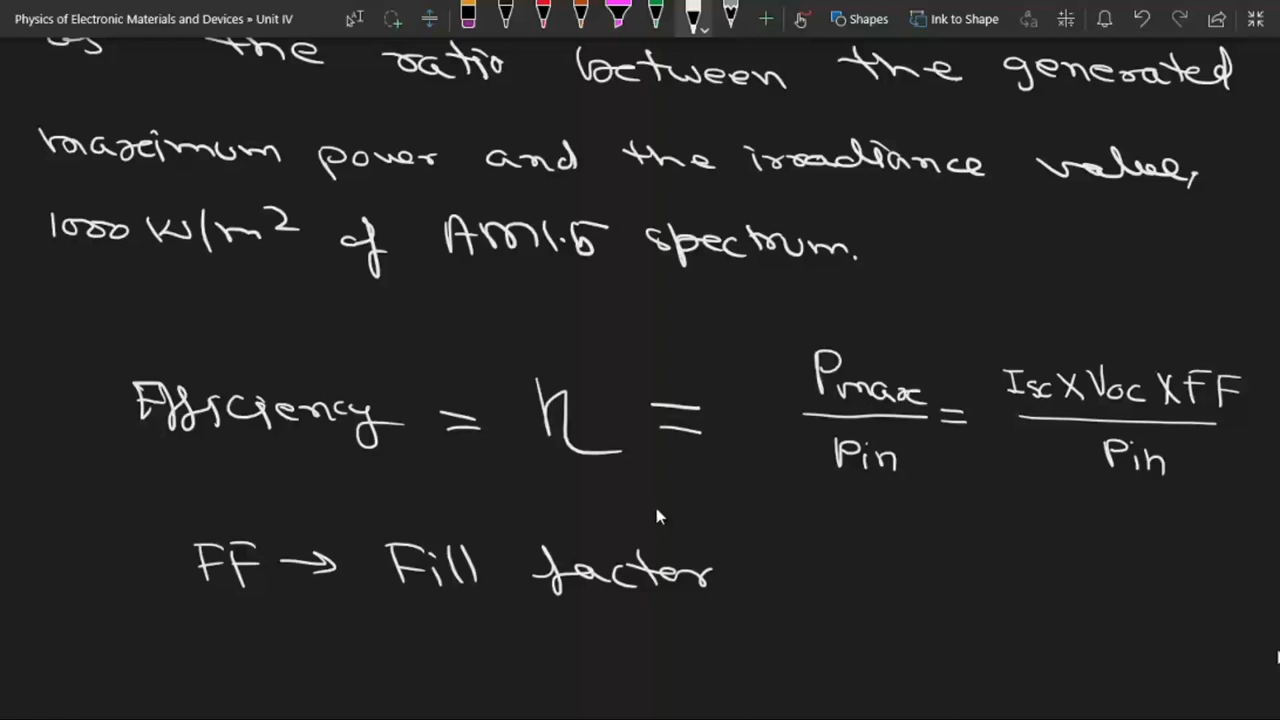 Physics of Electronic Materials and Devices » Unit IV Shapes Ink to Shape
is the ratio between the generated
maximum power and the irradiance value,
1000 W/m² of AM1.5 spectrum.
Efficiency = η = Pmax/Pin = Isc X Voc X FF/Pin
FF → Fill factor